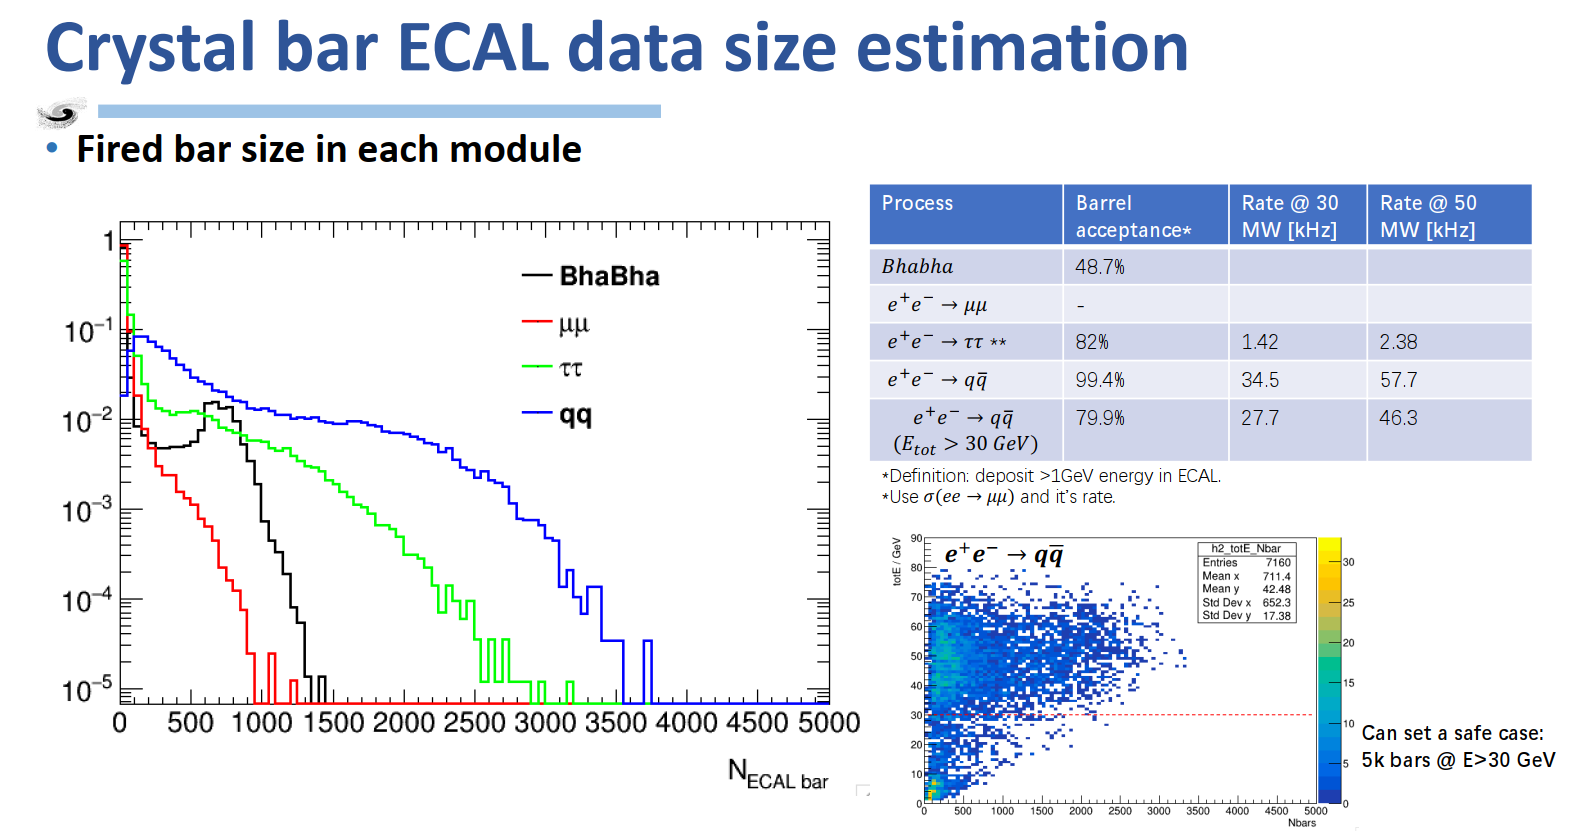 Crystal bar ECAL data size estimation
• Fired bar size in each module
1
10⁻¹
10⁻²
10⁻³
10⁻⁴
10⁻⁵
BhaBha
μμ
ττ
qq
0 500 1000 1500 2000 2500 3000 3500 4000 4500 5000
N_ECAL bar
Process Barrel acceptance* Rate @ 30 MW [kHz] Rate @ 50 MW [kHz]
Bhabha 48.7%
e⁺e⁻ → μμ -
e⁺e⁻ → ττ ** 82% 1.42 2.38
e⁺e⁻ → qq̅ 99.4% 34.5 57.7
e⁺e⁻ → qq̅ (E_tot > 30 GeV) 79.9% 27.7 46.3
*Definition: deposit >1GeV energy in ECAL.
*Use σ(ee → μμ) and it's rate.
totE / GeV
90
80
70
60
50
40
30
20
10
0
e⁺e⁻ → qq̅
h2_totE_Nbar
Entries 7160
Mean x 711.4
Mean y 42.48
Std Dev x 652.3
Std Dev y 17.38
30
25
20
15
10
5
0
0 500 1000 1500 2000 2500 3000 3500 4000 4500 5000
Nbars
Can set a safe case:
5k bars @ E>30 GeV